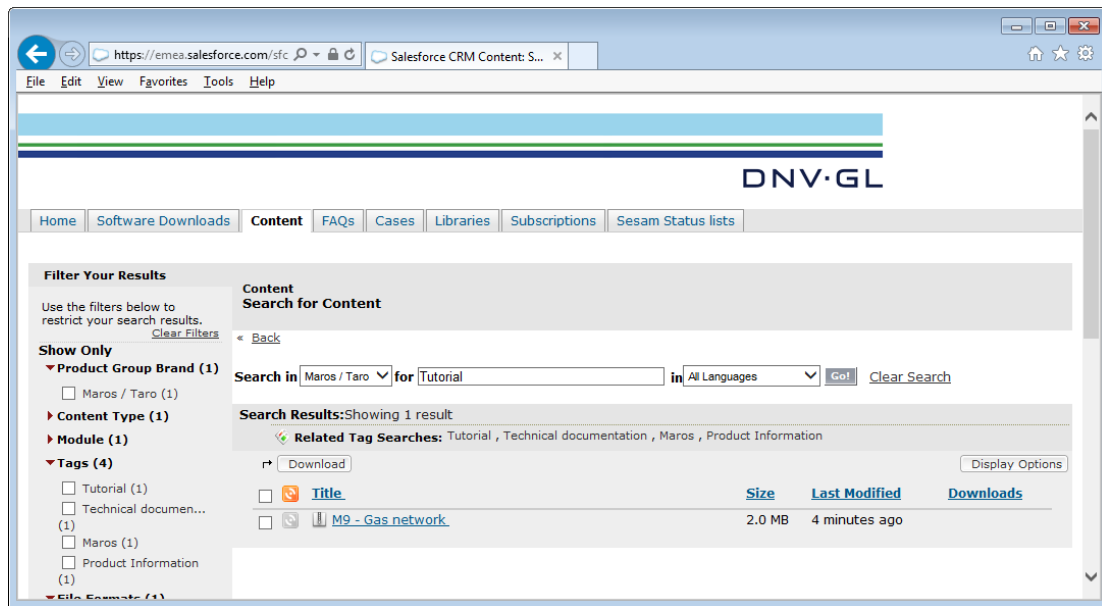 https://emea.salesforce.com/sfc
Salesforce CRM Content: S...
File Edit View Favorites Tools Help
DNV·GL
Home Software Downloads Content FAQs Cases Libraries Subscriptions Sesam Status lists
Filter Your Results
Use the filters below to
restrict your search results.
Clear Filters
Show Only
Product Group Brand (1)
Maros / Taro (1)
Content Type (1)
Module (1)
Tags (4)
Tutorial (1)
Technical documen...
(1)
Maros (1)
Product Information
(1)
File Formats (1)
Content
Search for Content
« Back
Search in Maros / Taro for Tutorial in All Languages Go! Clear Search
Search Results:Showing 1 result
Related Tag Searches: Tutorial , Technical documentation , Maros , Product Information
Download Display Options
Title Size Last Modified Downloads
M9 - Gas network 2.0 MB 4 minutes ago